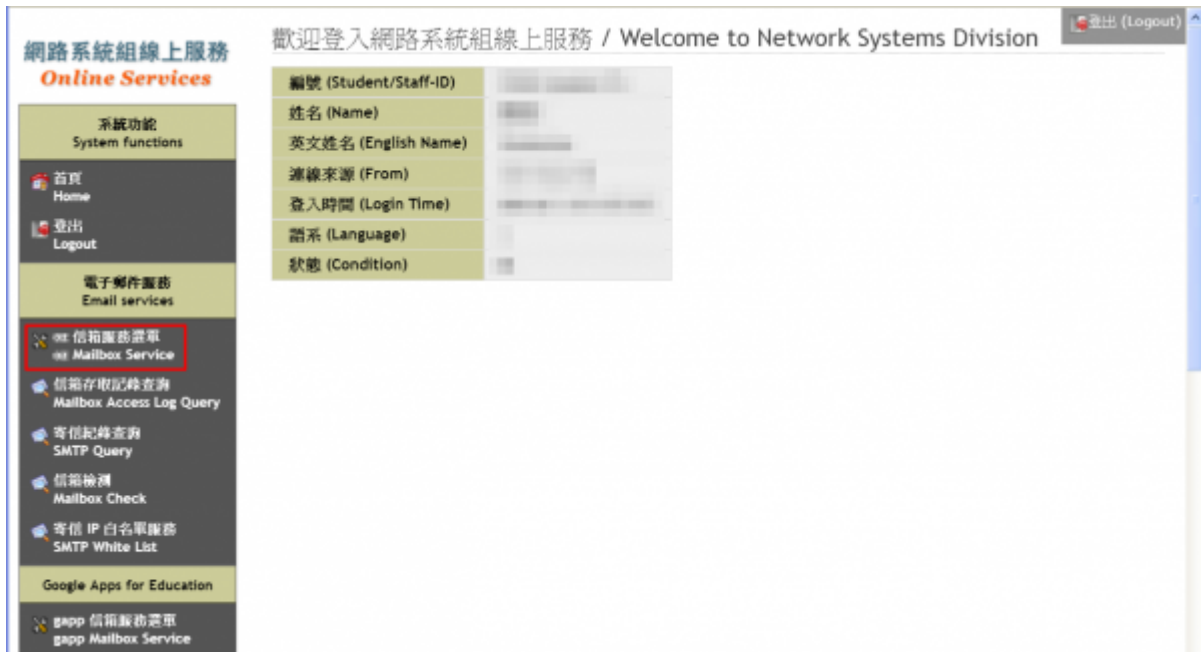 登出 (Logout)
網路系統組線上服務
Online Services
歡迎登入網路系統組線上服務 / Welcome to Network Systems Division
編號 (Student/Staff-ID)
姓名 (Name)
英文姓名 (English Name)
連線來源 (From)
登入時間 (Login Time)
語系 (Language)
狀態 (Condition)
系統功能
System functions
首頁
Home
登出
Logout
電子郵件服務
Email services
信箱服務選單
Mailbox Service
信箱存取記錄查詢
Mailbox Access Log Query
寄信紀錄查詢
SMTP Query
信箱檢測
Mailbox Check
寄信 IP 白名單服務
SMTP White List
Google Apps for Education
gapp 信箱服務選單
gapp Mailbox Service